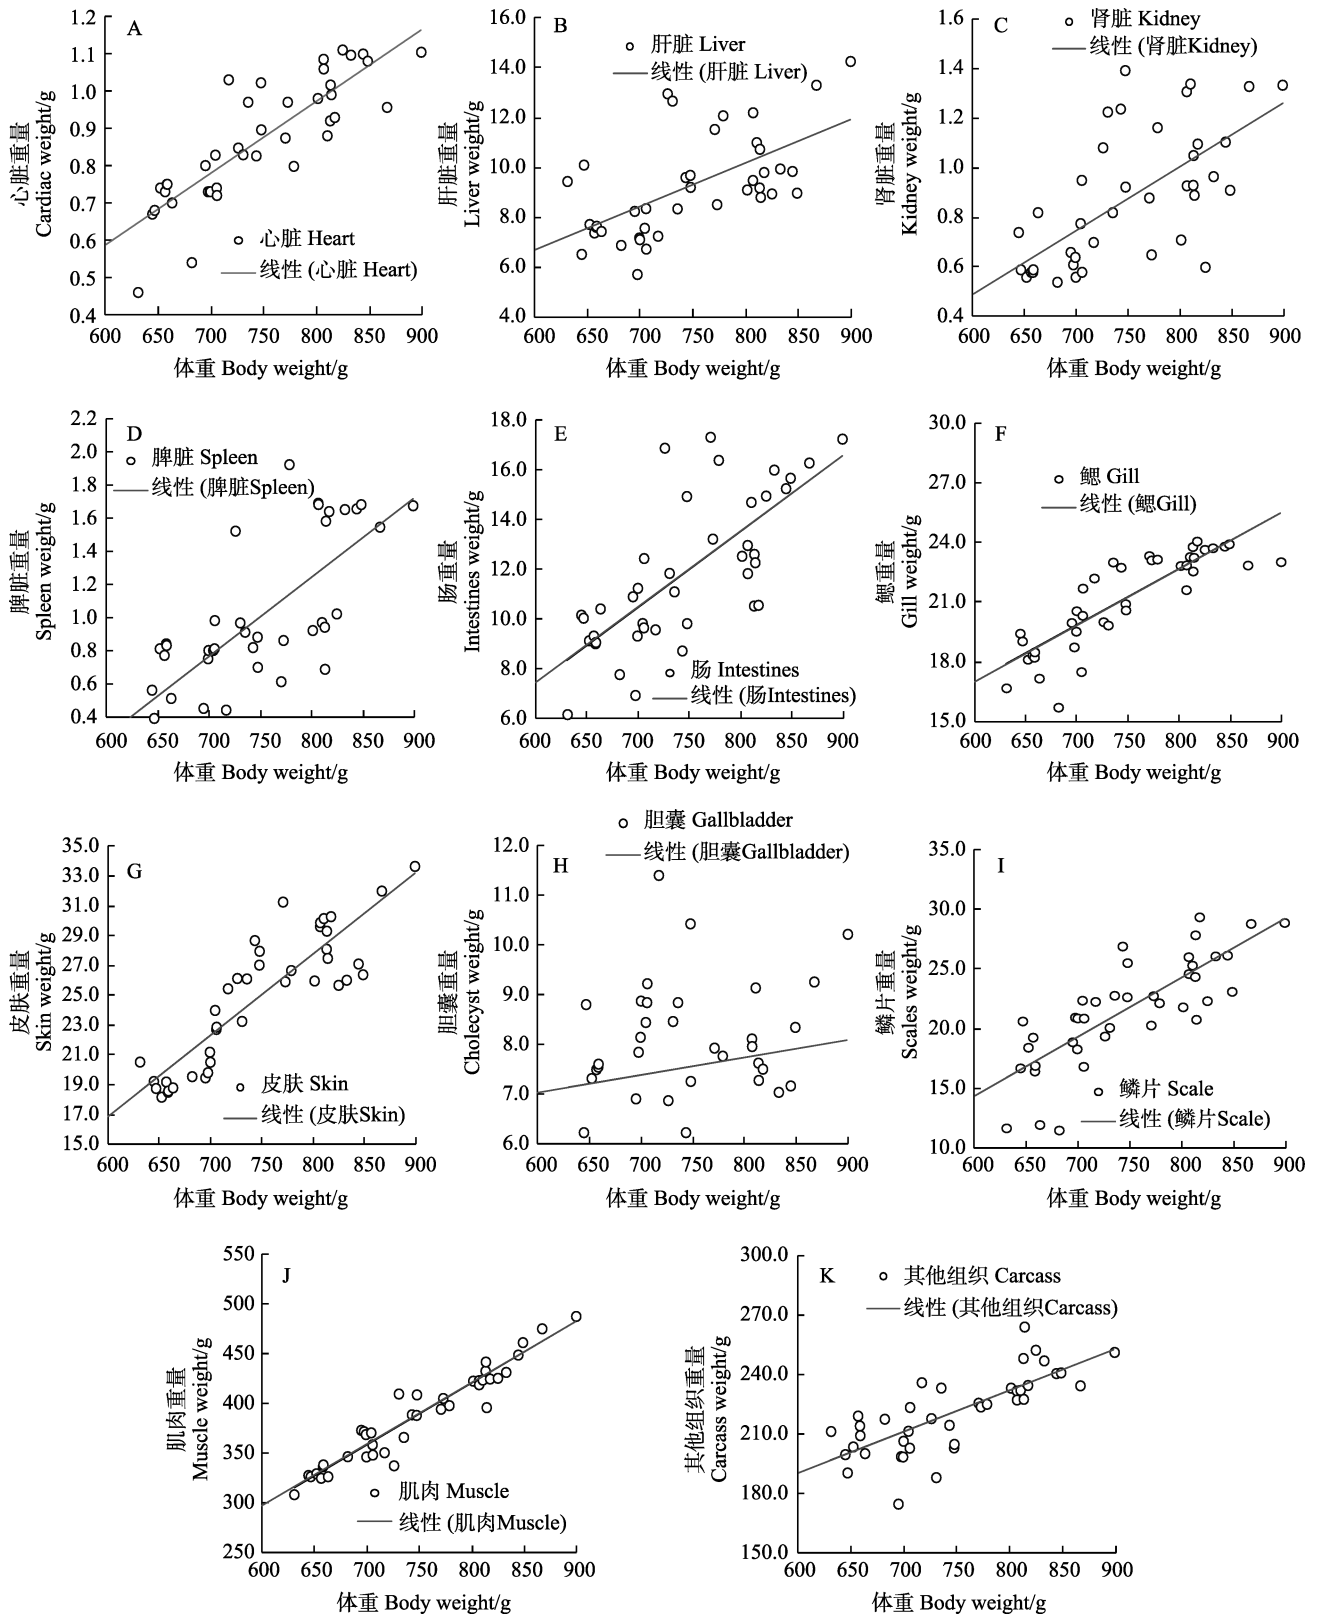 A
心脏重量
Cardiac weight/g
1.2
1.1
1.0
0.9
0.8
0.7
0.6
0.5
0.4
心脏 Heart
线性 (心脏 Heart)
600 650 700 750 800 850 900
体重 Body weight/g
B
肝脏重量
Liver weight/g
16.0
14.0
12.0
10.0
8.0
6.0
4.0
肝脏 Liver
线性 (肝脏 Liver)
600 650 700 750 800 850 900
体重 Body weight/g
C
肾脏重量
Kidney weight/g
1.6
1.4
1.2
1.0
0.8
0.6
0.4
肾脏 Kidney
线性 (肾脏Kidney)
600 650 700 750 800 850 900
体重 Body weight/g
D
脾脏重量
Spleen weight/g
2.2
2.0
1.8
1.6
1.4
1.2
1.0
0.8
0.6
0.4
脾脏 Spleen
线性 (脾脏Spleen)
600 650 700 750 800 850 900
体重 Body weight/g
E
肠重量
Intestines weight/g
18.0
16.0
14.0
12.0
10.0
8.0
6.0
肠 Intestines
线性 (肠Intestines)
600 650 700 750 800 850 900
体重 Body weight/g
F
鳃重量
Gill weight/g
30.0
27.0
24.0
21.0
18.0
15.0
鳃 Gill
线性 (鳃Gill)
600 650 700 750 800 850 900
体重 Body weight/g
G
皮肤重量
Skin weight/g
35.0
33.0
31.0
29.0
27.0
25.0
23.0
21.0
19.0
17.0
15.0
皮肤 Skin
线性 (皮肤Skin)
600 650 700 750 800 850 900
体重 Body weight/g
H
胆囊重量
Cholecyst weight/g
12.0
11.0
10.0
9.0
8.0
7.0
6.0
胆囊 Gallbladder
线性 (胆囊Gallbladder)
600 650 700 750 800 850 900
体重 Body weight/g
I
鳞片重量
Scales weight/g
35.0
30.0
25.0
20.0
15.0
10.0
鳞片 Scale
线性 (鳞片Scale)
600 650 700 750 800 850 900
体重 Body weight/g
J
肌肉重量
Muscle weight/g
550
500
450
400
350
300
250
肌肉 Muscle
线性 (肌肉Muscle)
600 650 700 750 800 850 900
体重 Body weight/g
K
其他组织重量
Carcass weight/g
300.0
270.0
240.0
210.0
180.0
150.0
其他组织 Carcass
线性 (其他组织Carcass)
600 650 700 750 800 850 900
体重 Body weight/g